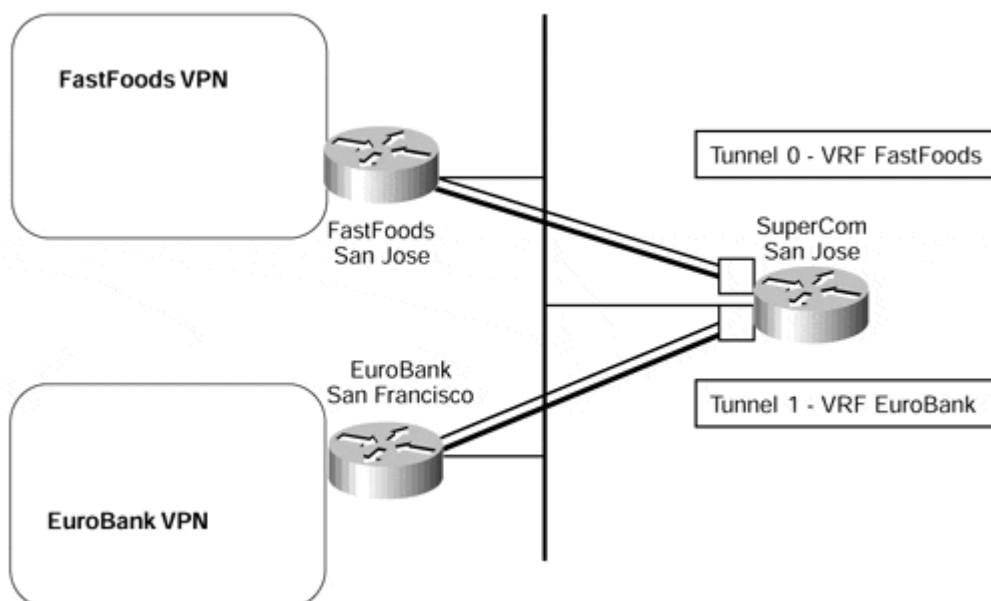 FastFoods VPN
FastFoods
San Jose
Tunnel 0 - VRF FastFoods
SuperCom
San Jose
EuroBank
San Francisco
Tunnel 1 - VRF EuroBank
EuroBank VPN